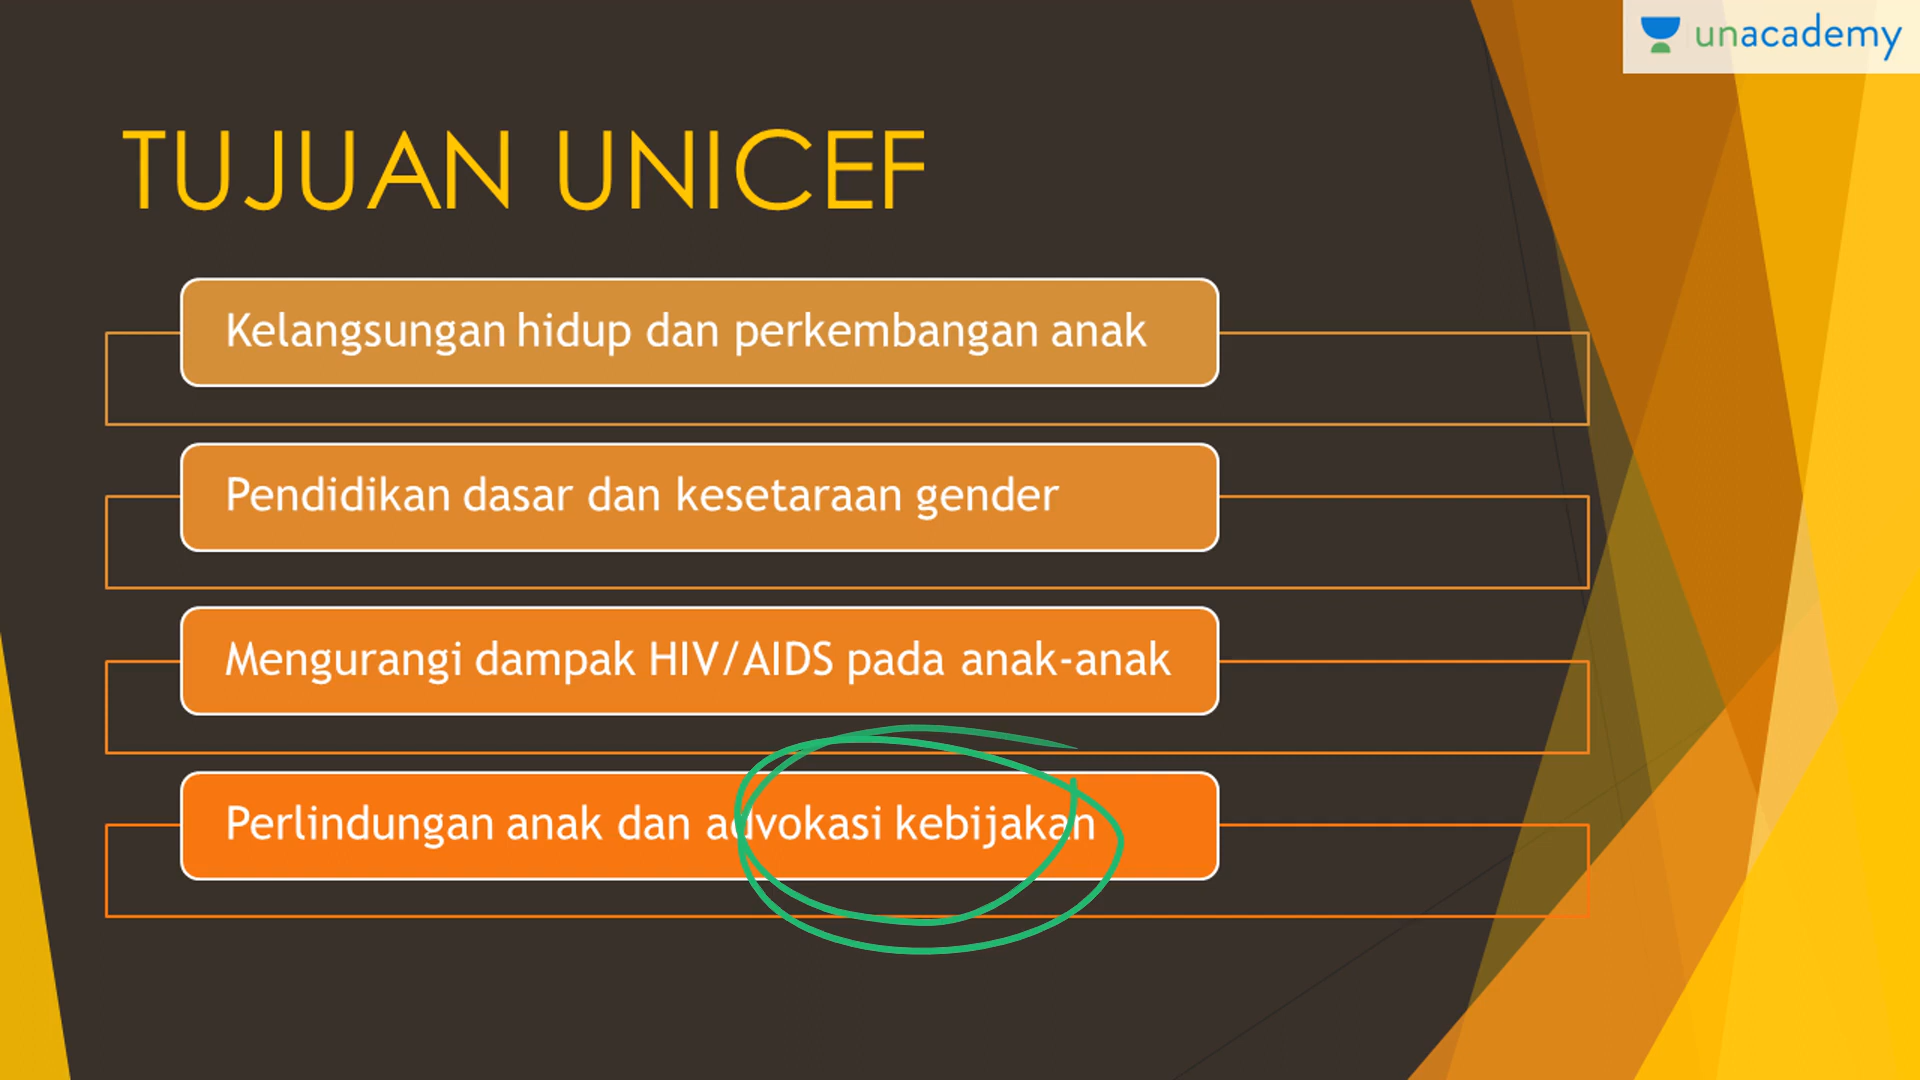 unacademy
TUJUAN UNICEF
Kelangsungan hidup dan perkembangan anak
Pendidikan dasar dan kesetaraan gender
Mengurangi dampak HIV/AIDS pada anak-anak
Perlindungan anak dan advokasi kebijakan